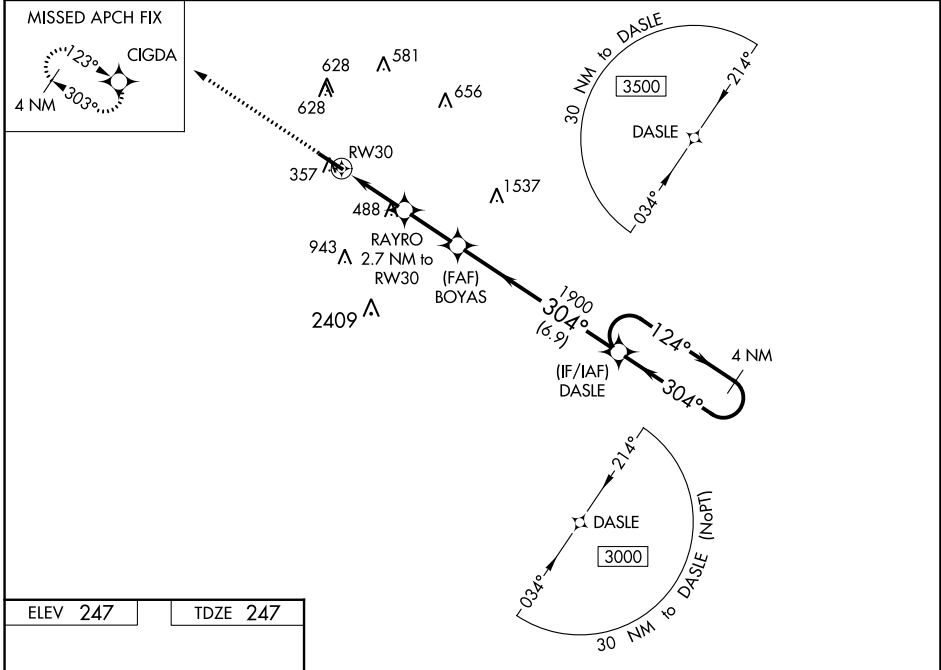 MISSED APCH FIX
CIGDA
123°
303°
4 NM
628
581
628
656
30 NM to DASLE
3500
214°
DASLE
034°
RW30
357
1537
488
RAYRO
2.7 NM to
RW30
943
(FAF)
BOYAS
2409
1900
304°
(6.9)
124°
4 NM
(IF/IAF)
DASLE
304°
214°
DASLE
3000
034°
30 NM to DASLE (NoPT)
ELEV 247
TDZE 247